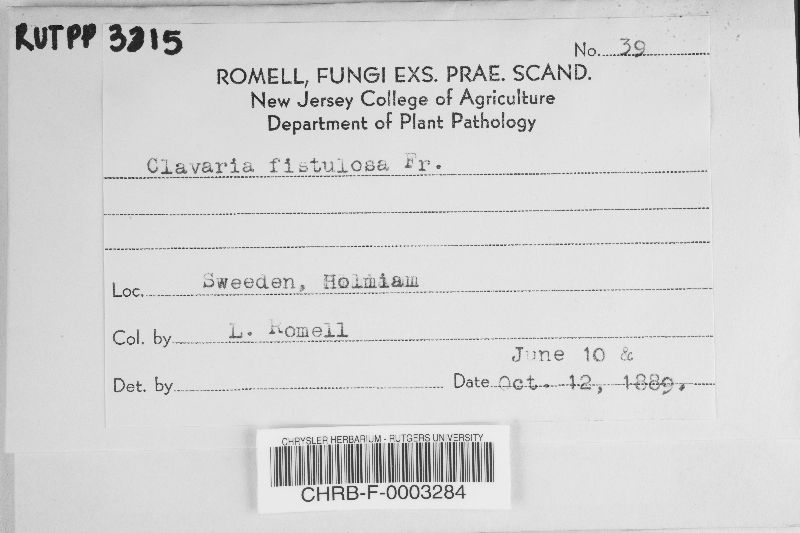 RUTPP 3215
No. 39
ROMELL, FUNGI EXS. PRAE. SCAND.
New Jersey College of Agriculture
Department of Plant Pathology
Clavaria fistulosa Fr.
Loc. Sweeden, Holmiam
Col. by L. Romell
June 10 &
Det. by Date Oct. 12, 1889.
CHRYSLER HERBARIUM - RUTGERS UNIVERSITY
CHRB-F-0003284